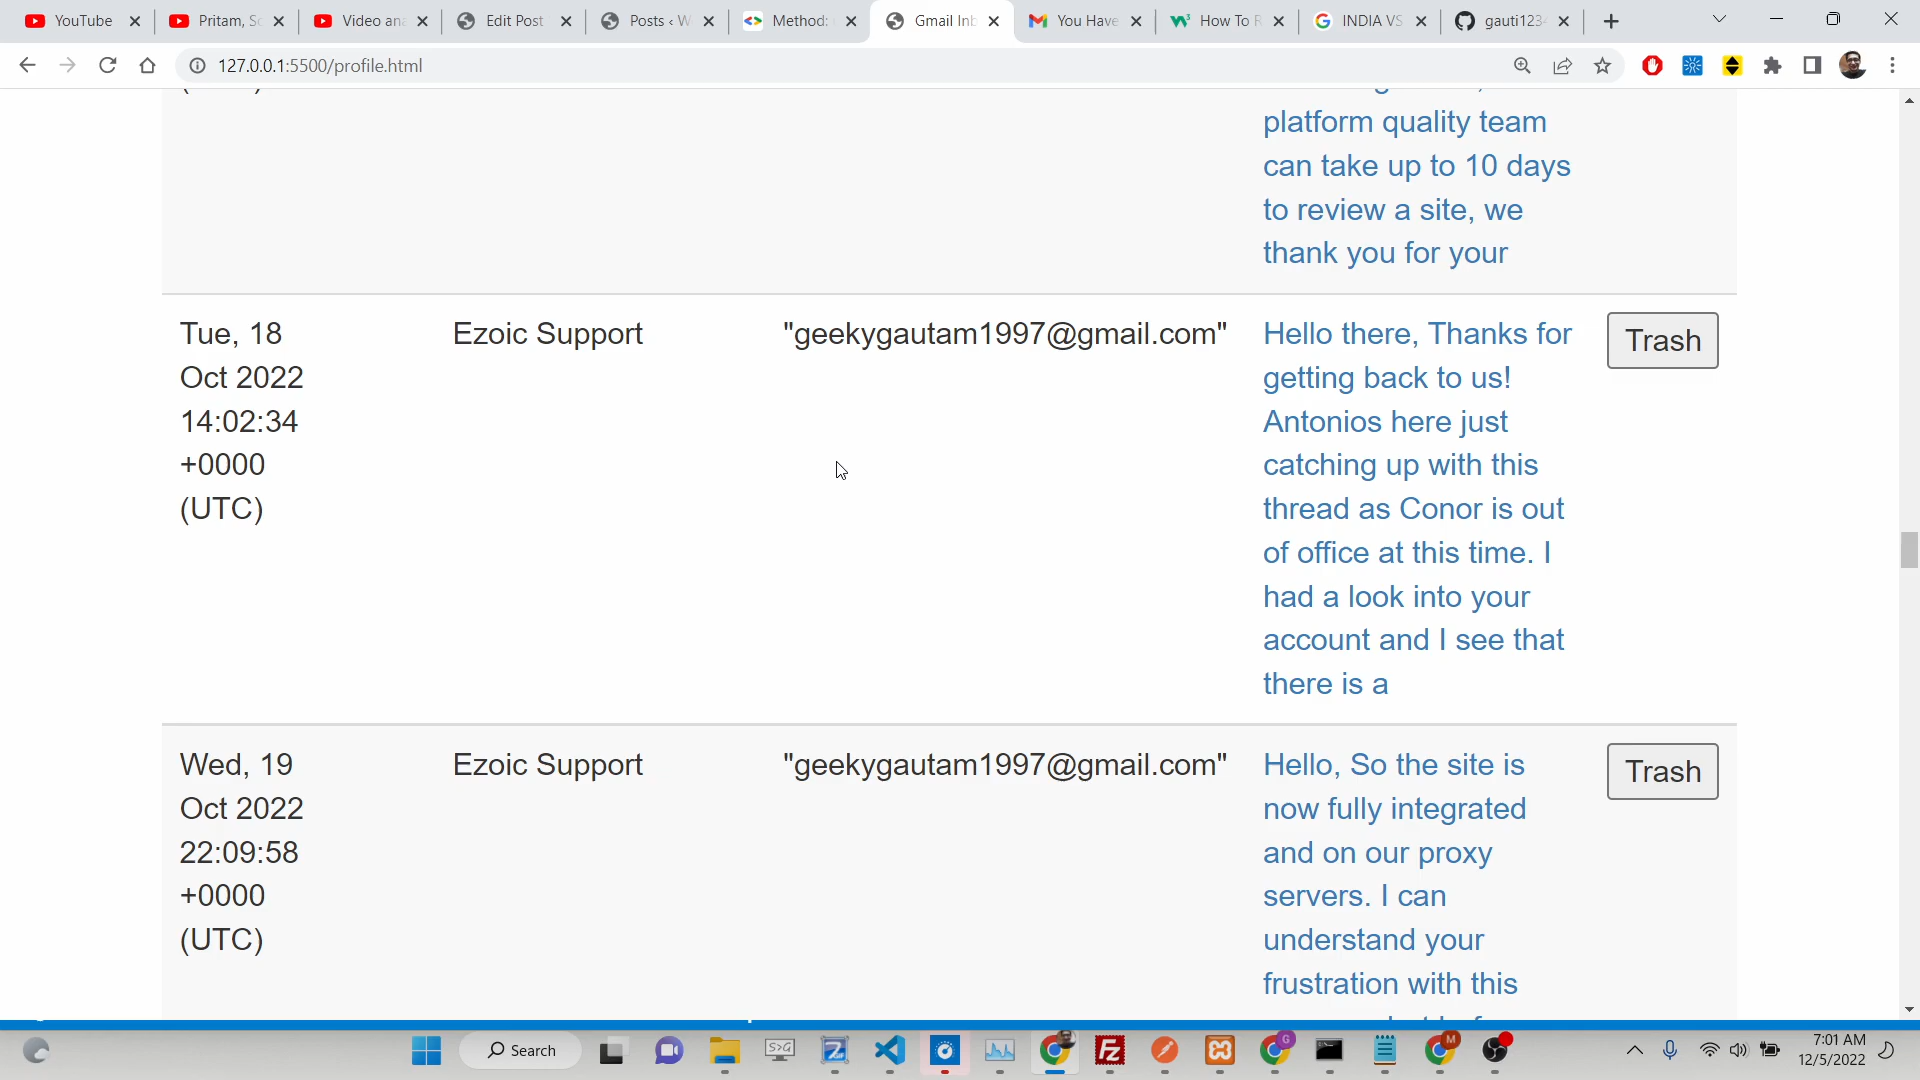 YouTube
Pritam, Sc
Video an
Edit Post
Posts ‹ W
Method:
Gmail Inb
You Have
How To R
INDIA VS
gauti123
127.0.0.1:5500/profile.html
platform quality team
can take up to 10 days
to review a site, we
thank you for your
Tue, 18
Oct 2022
14:02:34
+0000
(UTC)
Ezoic Support
"geekygautam1997@gmail.com"
Hello there, Thanks for
getting back to us!
Antonios here just
catching up with this
thread as Conor is out
of office at this time. I
had a look into your
account and I see that
there is a
Trash
Wed, 19
Oct 2022
22:09:58
+0000
(UTC)
Ezoic Support
"geekygautam1997@gmail.com"
Hello, So the site is
now fully integrated
and on our proxy
servers. I can
understand your
frustration with this
Trash
Search
7:01 AM
12/5/2022